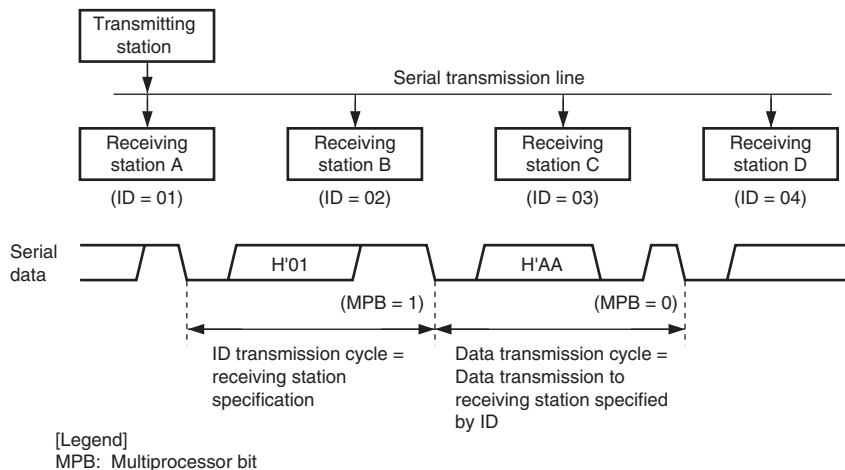 Transmitting
station
Serial transmission line
Receiving
station A
Receiving
station B
Receiving
station C
Receiving
station D
(ID = 01)
(ID = 02)
(ID = 03)
(ID = 04)
Serial
data
H'01
H'AA
(MPB = 1)
(MPB = 0)
ID transmission cycle =
receiving station
specification
Data transmission cycle =
Data transmission to
receiving station specified
by ID
[Legend]
MPB: Multiprocessor bit